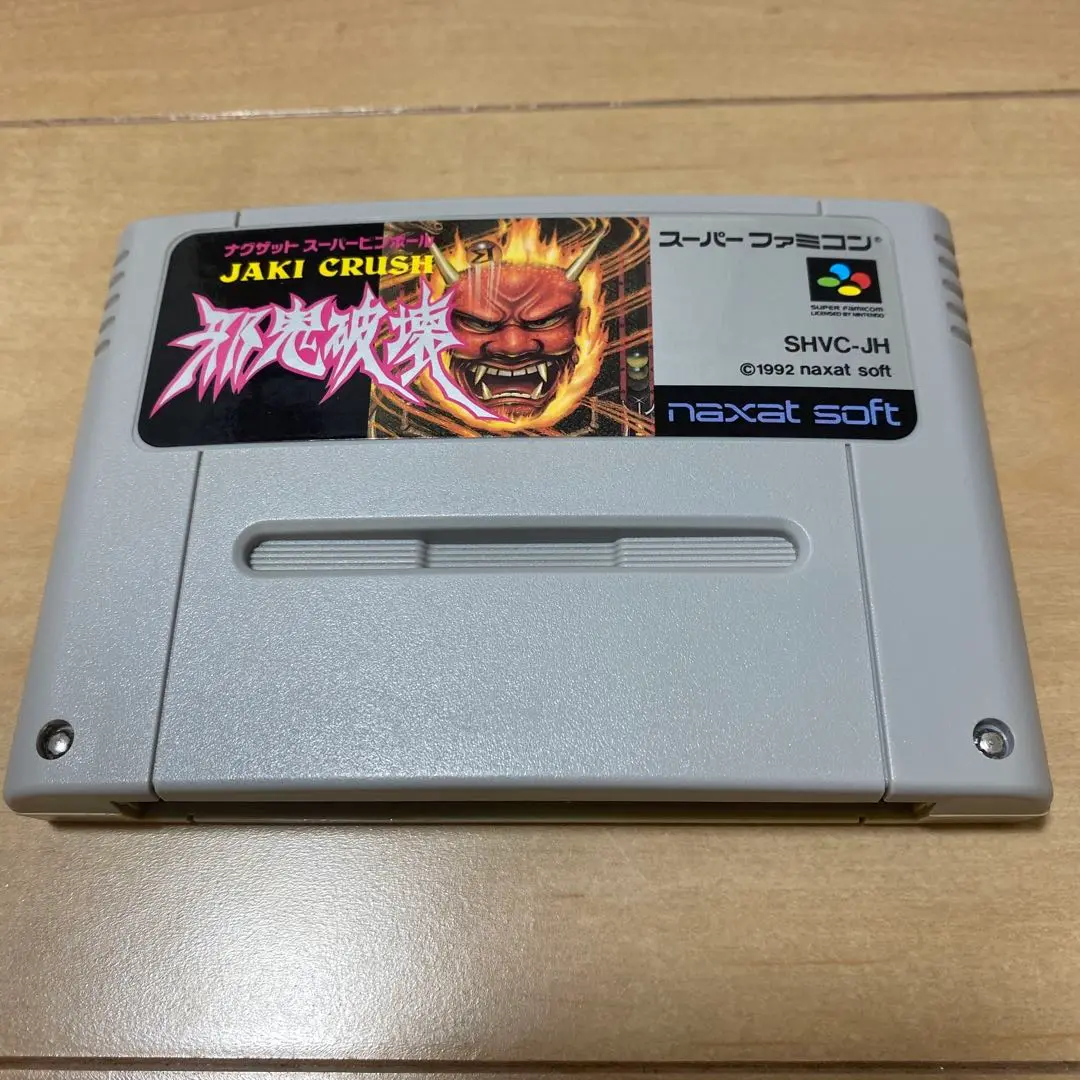 ナグザット スーパーピンボール
JAKI CRUSH
邪鬼破壊
スーパーファミコン®
SUPER FAMICOM
LICENSED BY NINTENDO
SHVC-JH
©1992 naxat soft
naxat soft